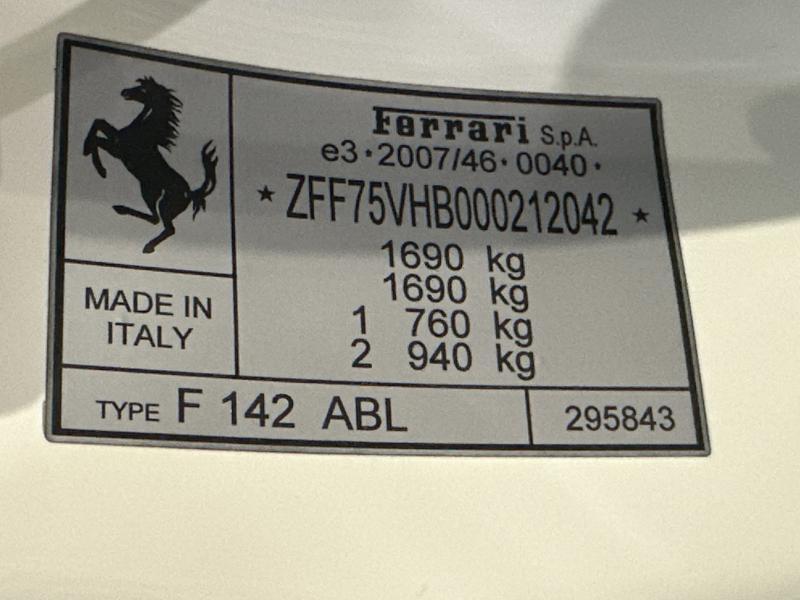 Ferrari S.p.A.
e3·2007/46·0040·
★ ZFF75VHB000212042 ★
1690 kg
1690 kg
1 760 kg
2 940 kg
MADE IN
ITALY
TYPE F 142 ABL
295843